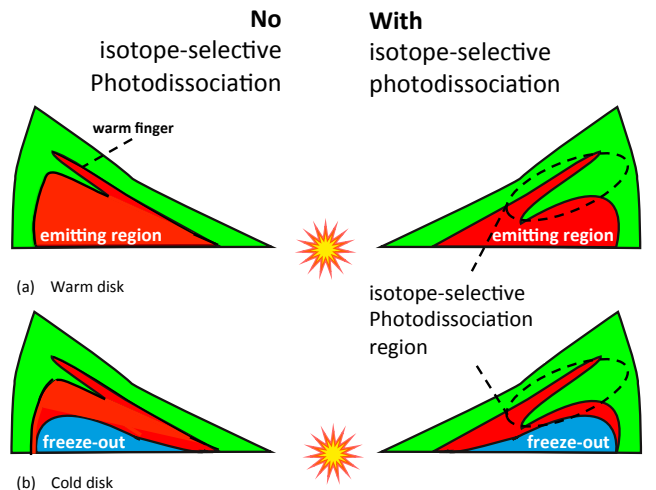 No
isotope-selective
Photodissociation
With
isotope-selective
photodissociation
warm finger
emitting region
emitting region
(a) Warm disk
isotope-selective
Photodissociation
region
freeze-out
freeze-out
(b) Cold disk